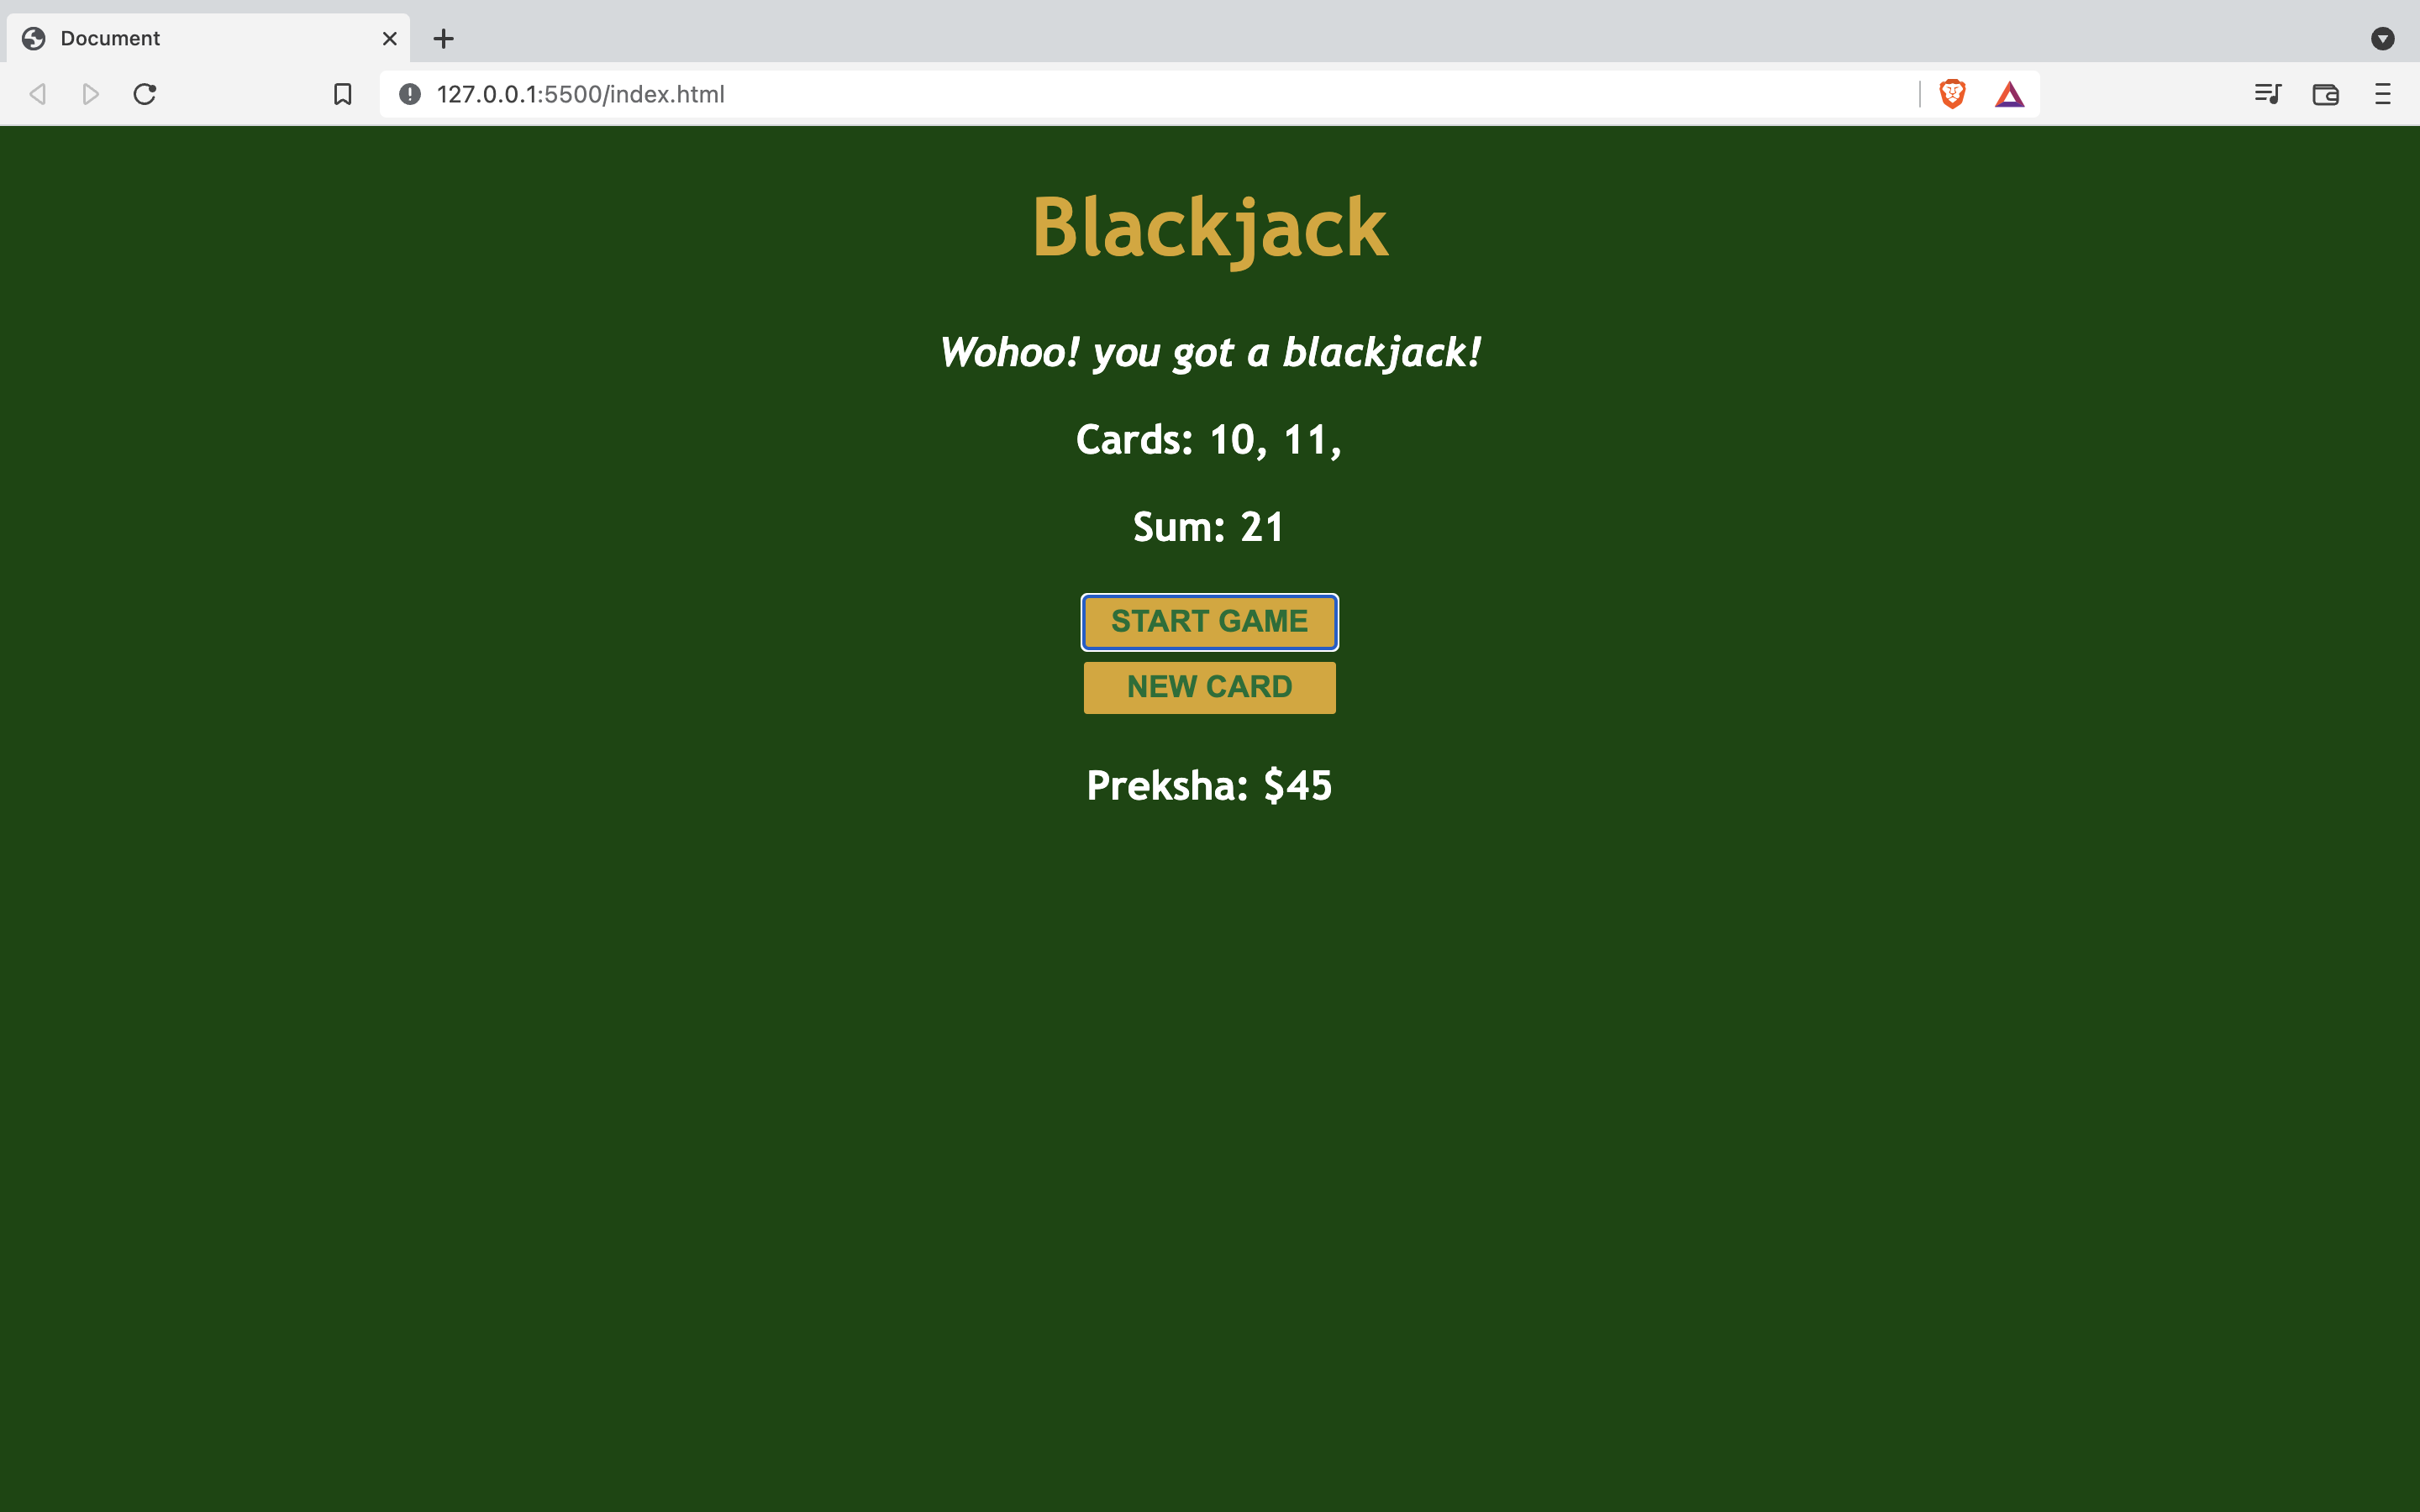 Document
127.0.0.1:5500/index.html
Blackjack
Wohoo! you got a blackjack!
Cards: 10, 11,
Sum: 21
START GAME
NEW CARD
Preksha: $45